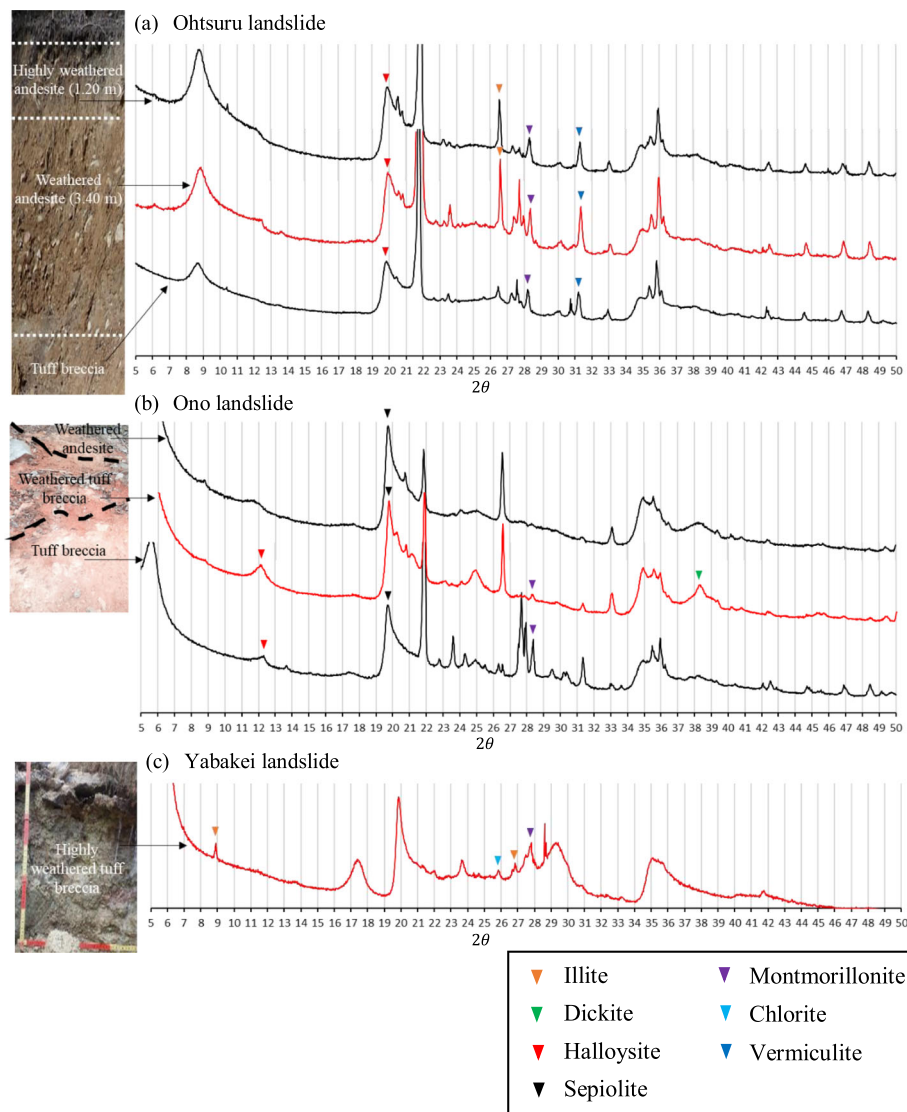 (a) Ohtsuru landslide
Highly weathered
andesite (1.20 m)
Weathered
andesite (3.40 m)
Tuff breccia
5 6 7 8 9 10 11 12 13 14 15 16 17 18 19 20 21 22 23 24 25 26 27 28 29 30 31 32 33 34 35 36 37 38 39 40 41 42 43 44 45 46 47 48 49 50
2θ
(b) Ono landslide
Weathered
andesite
Weathered tuff
breccia
Tuff breccia
5 6 7 8 9 10 11 12 13 14 15 16 17 18 19 20 21 22 23 24 25 26 27 28 29 30 31 32 33 34 35 36 37 38 39 40 41 42 43 44 45 46 47 48 49 50
2θ
(c) Yabakei landslide
Highly
weathered tuff
breccia
5 6 7 8 9 10 11 12 13 14 15 16 17 18 19 20 21 22 23 24 25 26 27 28 29 30 31 32 33 34 35 36 37 38 39 40 41 42 43 44 45 46 47 48 49 50
2θ
Illite
Montmorillonite
Dickite
Chlorite
Halloysite
Vermiculite
Sepiolite